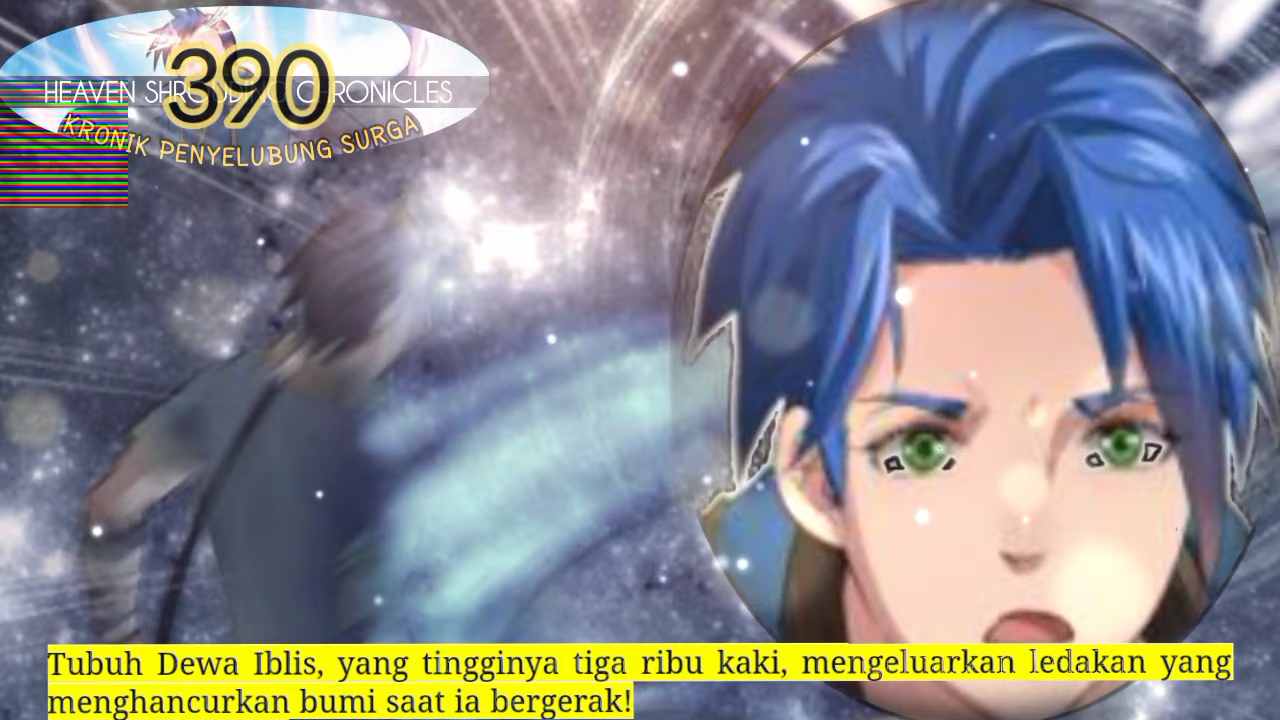 390
HEAVEN SHROUDING CHRONICLES
KRONIK PENYELUBUNG SURGA
Tubuh Dewa Iblis, yang tingginya tiga ribu kaki, mengeluarkan ledakan yang
menghancurkan bumi saat ia bergerak!